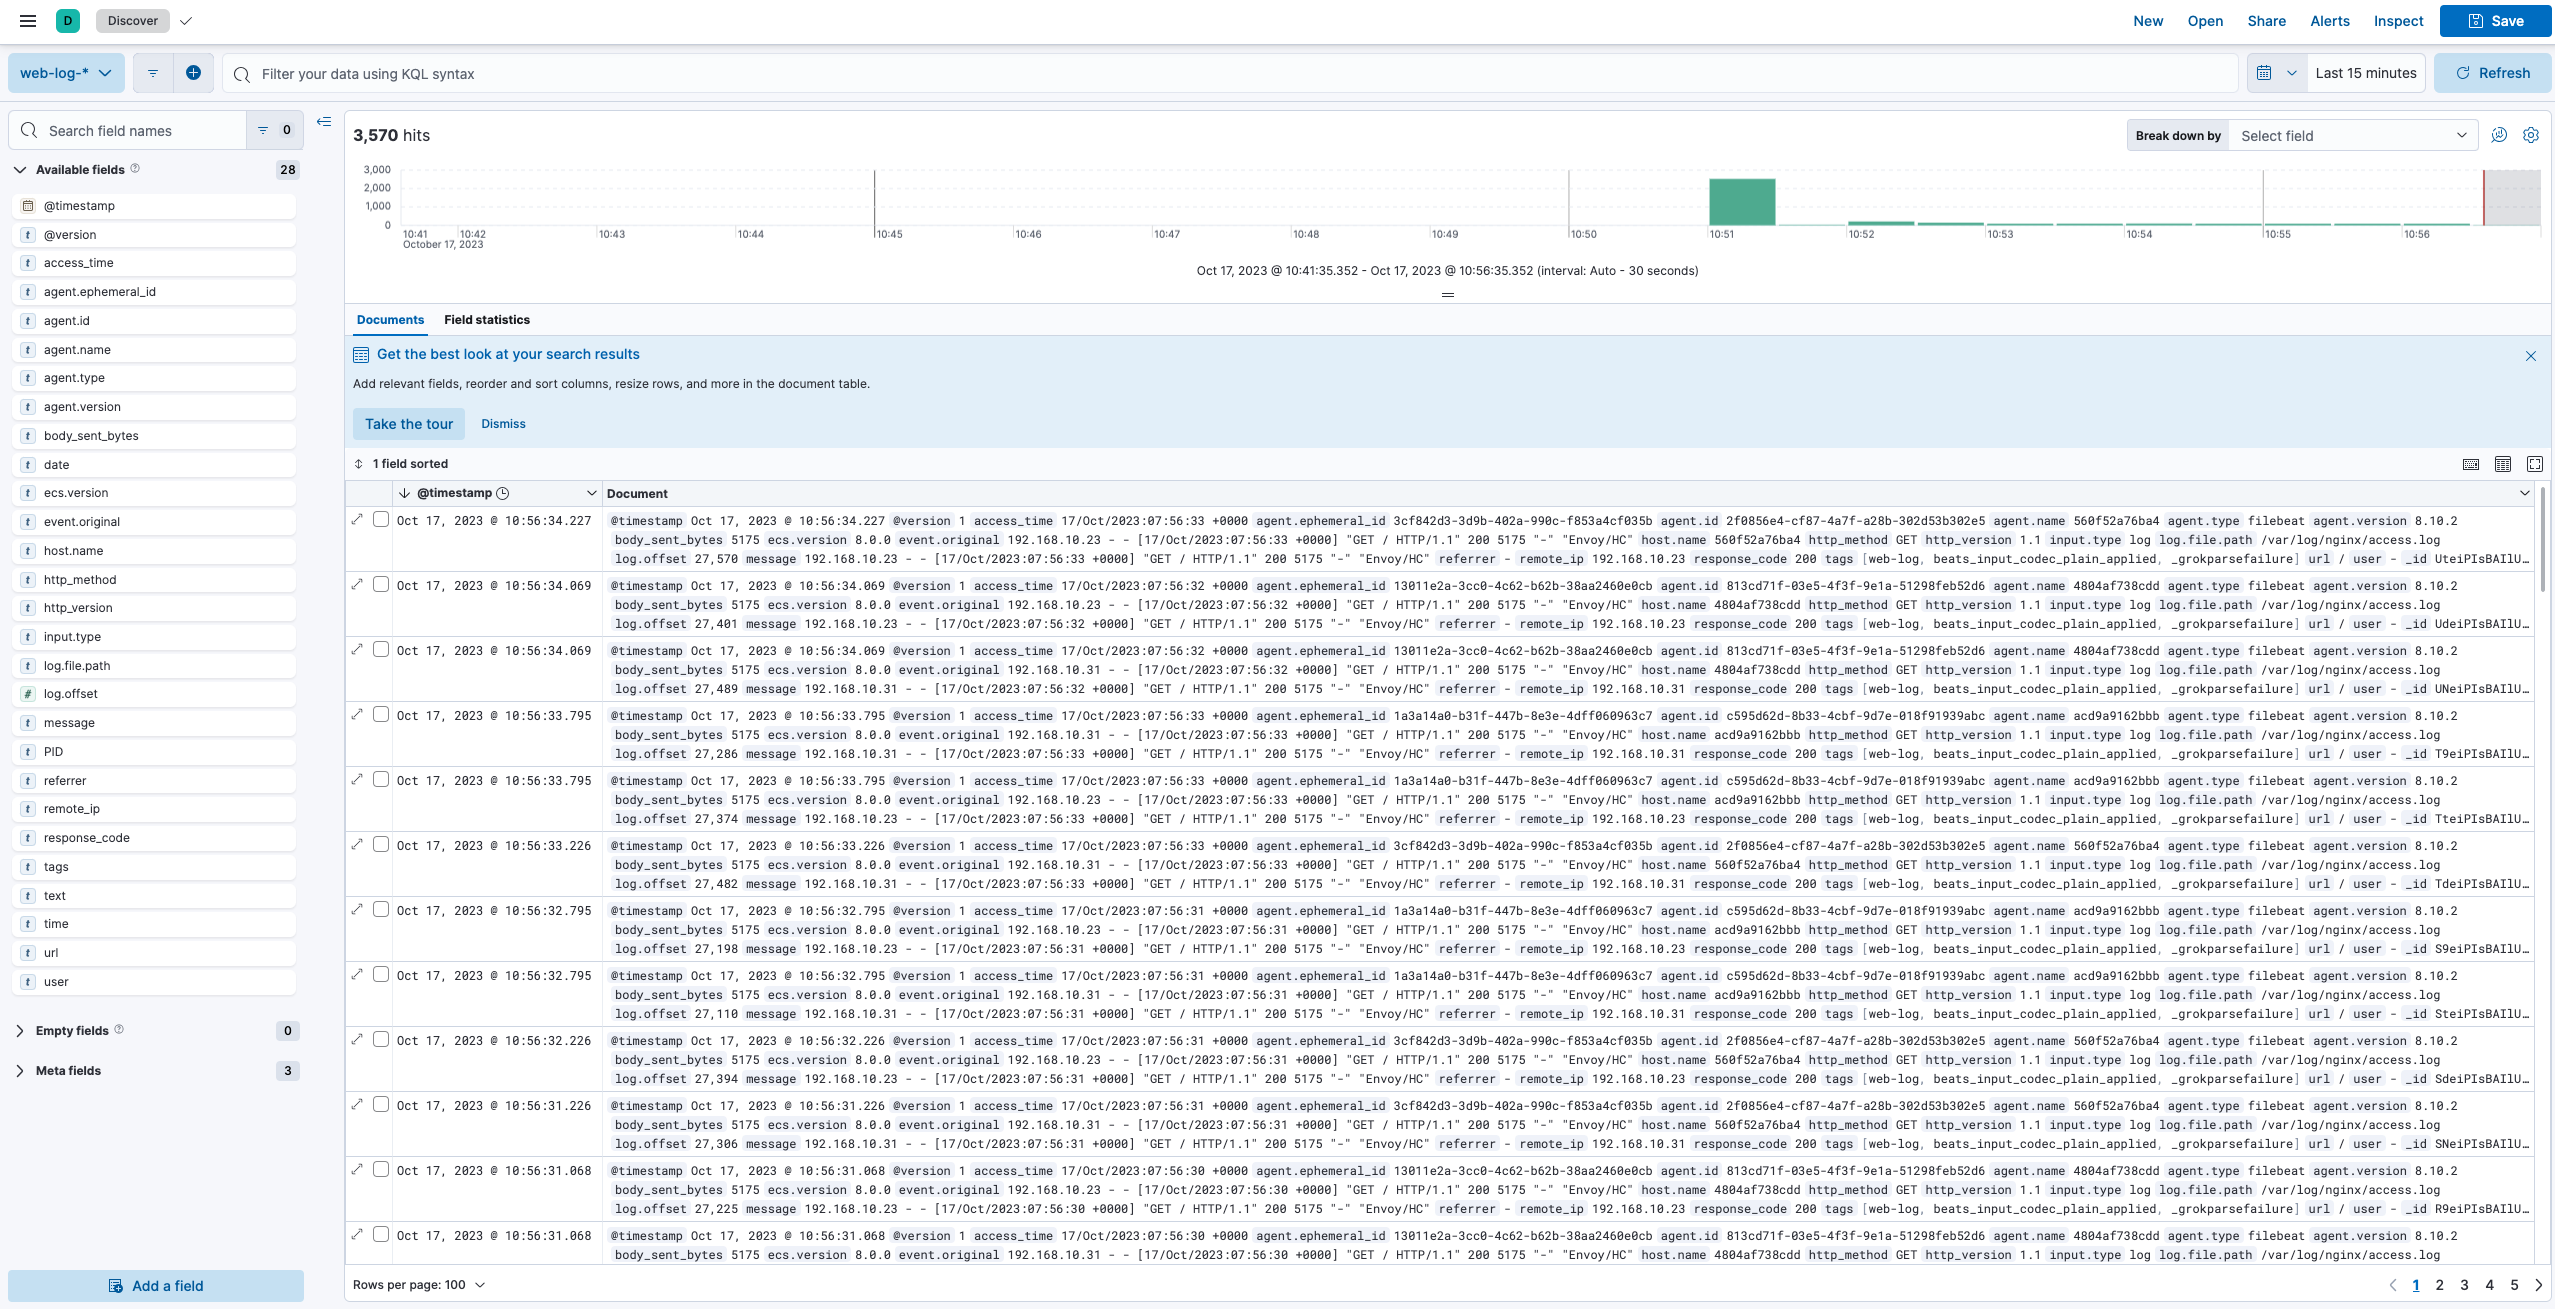 D Discover New Open Share Alerts Inspect Save
web-log-* Filter your data using KQL syntax Last 15 minutes Refresh
Search field names 0
Available fields 28
@timestamp
@version
access_time
agent.ephemeral_id
agent.id
agent.name
agent.type
agent.version
body_sent_bytes
date
ecs.version
event.original
host.name
http_method
http_version
input.type
log.file.path
log.offset
message
PID
referrer
remote_ip
response_code
tags
text
time
url
user
Empty fields 0
Meta fields 3
Add a field
3,570 hits
Break down by Select field
3,000
2,000
1,000
0
10:41 10:42 10:43 10:44 10:45 10:46 10:47 10:48 10:49 10:50 10:51 10:52 10:53 10:54 10:55 10:56
October 17, 2023
Oct 17, 2023 @ 10:41:35.352 - Oct 17, 2023 @ 10:56:35.352 (interval: Auto - 30 seconds)
Documents Field statistics
Get the best look at your search results
Add relevant fields, reorder and sort columns, resize rows, and more in the document table.
Take the tour Dismiss
1 field sorted
@timestamp Document
Oct 17, 2023 @ 10:56:34.227 @timestamp Oct 17, 2023 @ 10:56:34.227 @version 1 access_time 17/Oct/2023:07:56:33 +0000 agent.ephemeral_id 3cf842d3-3d9b-402a-990c-f853a4cf035b agent.id 2f0856e4-cf87-4a7f-a28b-302d53b302e5 agent.name 560f52a76ba4 agent.type filebeat agent.version 8.10.2
body_sent_bytes 5175 ecs.version 8.0.0 event.original 192.168.10.23 - - [17/Oct/2023:07:56:33 +0000] "GET / HTTP/1.1" 200 5175 "-" "Envoy/HC" host.name 560f52a76ba4 http_method GET http_version 1.1 input.type log log.file.path /var/log/nginx/access.log
log.offset 27,570 message 192.168.10.23 - - [17/Oct/2023:07:56:33 +0000] "GET / HTTP/1.1" 200 5175 "-" "Envoy/HC" referrer - remote_ip 192.168.10.23 response_code 200 tags [web-log, beats_input_codec_plain_applied, _grokparsefailure] url / user - _id UteiPIsBAIlU…
Oct 17, 2023 @ 10:56:34.069 @timestamp Oct 17, 2023 @ 10:56:34.069 @version 1 access_time 17/Oct/2023:07:56:32 +0000 agent.ephemeral_id 13011e2a-3cc0-4c62-b62b-38aa2460e0cb agent.id 813cd71f-03e5-4f3f-9e1a-51298feb52d6 agent.name 4804af738cdd agent.type filebeat agent.version 8.10.2
body_sent_bytes 5175 ecs.version 8.0.0 event.original 192.168.10.23 - - [17/Oct/2023:07:56:32 +0000] "GET / HTTP/1.1" 200 5175 "-" "Envoy/HC" host.name 4804af738cdd http_method GET http_version 1.1 input.type log log.file.path /var/log/nginx/access.log
log.offset 27,401 message 192.168.10.23 - - [17/Oct/2023:07:56:32 +0000] "GET / HTTP/1.1" 200 5175 "-" "Envoy/HC" referrer - remote_ip 192.168.10.23 response_code 200 tags [web-log, beats_input_codec_plain_applied, _grokparsefailure] url / user - _id UdeiPIsBAIlU…
Oct 17, 2023 @ 10:56:34.069 @timestamp Oct 17, 2023 @ 10:56:34.069 @version 1 access_time 17/Oct/2023:07:56:32 +0000 agent.ephemeral_id 13011e2a-3cc0-4c62-b62b-38aa2460e0cb agent.id 813cd71f-03e5-4f3f-9e1a-51298feb52d6 agent.name 4804af738cdd agent.type filebeat agent.version 8.10.2
body_sent_bytes 5175 ecs.version 8.0.0 event.original 192.168.10.31 - - [17/Oct/2023:07:56:32 +0000] "GET / HTTP/1.1" 200 5175 "-" "Envoy/HC" host.name 4804af738cdd http_method GET http_version 1.1 input.type log log.file.path /var/log/nginx/access.log
log.offset 27,489 message 192.168.10.31 - - [17/Oct/2023:07:56:32 +0000] "GET / HTTP/1.1" 200 5175 "-" "Envoy/HC" referrer - remote_ip 192.168.10.31 response_code 200 tags [web-log, beats_input_codec_plain_applied, _grokparsefailure] url / user - _id UNeiPIsBAIlU…
Oct 17, 2023 @ 10:56:33.795 @timestamp Oct 17, 2023 @ 10:56:33.795 @version 1 access_time 17/Oct/2023:07:56:33 +0000 agent.ephemeral_id 1a3a14a0-b31f-447b-8e3e-4dff060963c7 agent.id c595d62d-8b33-4cbf-9d7e-018f91939abc agent.name acd9a9162bbb agent.type filebeat agent.version 8.10.2
body_sent_bytes 5175 ecs.version 8.0.0 event.original 192.168.10.31 - - [17/Oct/2023:07:56:33 +0000] "GET / HTTP/1.1" 200 5175 "-" "Envoy/HC" host.name acd9a9162bbb http_method GET http_version 1.1 input.type log log.file.path /var/log/nginx/access.log
log.offset 27,286 message 192.168.10.31 - - [17/Oct/2023:07:56:33 +0000] "GET / HTTP/1.1" 200 5175 "-" "Envoy/HC" referrer - remote_ip 192.168.10.31 response_code 200 tags [web-log, beats_input_codec_plain_applied, _grokparsefailure] url / user - _id T9eiPIsBAIlU…
Oct 17, 2023 @ 10:56:33.795 @timestamp Oct 17, 2023 @ 10:56:33.795 @version 1 access_time 17/Oct/2023:07:56:33 +0000 agent.ephemeral_id 1a3a14a0-b31f-447b-8e3e-4dff060963c7 agent.id c595d62d-8b33-4cbf-9d7e-018f91939abc agent.name acd9a9162bbb agent.type filebeat agent.version 8.10.2
body_sent_bytes 5175 ecs.version 8.0.0 event.original 192.168.10.23 - - [17/Oct/2023:07:56:33 +0000] "GET / HTTP/1.1" 200 5175 "-" "Envoy/HC" host.name acd9a9162bbb http_method GET http_version 1.1 input.type log log.file.path /var/log/nginx/access.log
log.offset 27,374 message 192.168.10.23 - - [17/Oct/2023:07:56:33 +0000] "GET / HTTP/1.1" 200 5175 "-" "Envoy/HC" referrer - remote_ip 192.168.10.23 response_code 200 tags [web-log, beats_input_codec_plain_applied, _grokparsefailure] url / user - _id TteiPIsBAIlU…
Oct 17, 2023 @ 10:56:33.226 @timestamp Oct 17, 2023 @ 10:56:33.226 @version 1 access_time 17/Oct/2023:07:56:33 +0000 agent.ephemeral_id 3cf842d3-3d9b-402a-990c-f853a4cf035b agent.id 2f0856e4-cf87-4a7f-a28b-302d53b302e5 agent.name 560f52a76ba4 agent.type filebeat agent.version 8.10.2
body_sent_bytes 5175 ecs.version 8.0.0 event.original 192.168.10.31 - - [17/Oct/2023:07:56:33 +0000] "GET / HTTP/1.1" 200 5175 "-" "Envoy/HC" host.name 560f52a76ba4 http_method GET http_version 1.1 input.type log log.file.path /var/log/nginx/access.log
log.offset 27,482 message 192.168.10.31 - - [17/Oct/2023:07:56:33 +0000] "GET / HTTP/1.1" 200 5175 "-" "Envoy/HC" referrer - remote_ip 192.168.10.31 response_code 200 tags [web-log, beats_input_codec_plain_applied, _grokparsefailure] url / user - _id TdeiPIsBAIlU…
Oct 17, 2023 @ 10:56:32.795 @timestamp Oct 17, 2023 @ 10:56:32.795 @version 1 access_time 17/Oct/2023:07:56:31 +0000 agent.ephemeral_id 1a3a14a0-b31f-447b-8e3e-4dff060963c7 agent.id c595d62d-8b33-4cbf-9d7e-018f91939abc agent.name acd9a9162bbb agent.type filebeat agent.version 8.10.2
body_sent_bytes 5175 ecs.version 8.0.0 event.original 192.168.10.23 - - [17/Oct/2023:07:56:31 +0000] "GET / HTTP/1.1" 200 5175 "-" "Envoy/HC" host.name acd9a9162bbb http_method GET http_version 1.1 input.type log log.file.path /var/log/nginx/access.log
log.offset 27,198 message 192.168.10.23 - - [17/Oct/2023:07:56:31 +0000] "GET / HTTP/1.1" 200 5175 "-" "Envoy/HC" referrer - remote_ip 192.168.10.23 response_code 200 tags [web-log, beats_input_codec_plain_applied, _grokparsefailure] url / user - _id S9eiPIsBAIlU…
Oct 17, 2023 @ 10:56:32.795 @timestamp Oct 17, 2023 @ 10:56:32.795 @version 1 access_time 17/Oct/2023:07:56:31 +0000 agent.ephemeral_id 1a3a14a0-b31f-447b-8e3e-4dff060963c7 agent.id c595d62d-8b33-4cbf-9d7e-018f91939abc agent.name acd9a9162bbb agent.type filebeat agent.version 8.10.2
body_sent_bytes 5175 ecs.version 8.0.0 event.original 192.168.10.31 - - [17/Oct/2023:07:56:31 +0000] "GET / HTTP/1.1" 200 5175 "-" "Envoy/HC" host.name acd9a9162bbb http_method GET http_version 1.1 input.type log log.file.path /var/log/nginx/access.log
log.offset 27,110 message 192.168.10.31 - - [17/Oct/2023:07:56:31 +0000] "GET / HTTP/1.1" 200 5175 "-" "Envoy/HC" referrer - remote_ip 192.168.10.31 response_code 200 tags [web-log, beats_input_codec_plain_applied, _grokparsefailure] url / user - _id SteiPIsBAIlU…
Oct 17, 2023 @ 10:56:32.226 @timestamp Oct 17, 2023 @ 10:56:32.226 @version 1 access_time 17/Oct/2023:07:56:31 +0000 agent.ephemeral_id 3cf842d3-3d9b-402a-990c-f853a4cf035b agent.id 2f0856e4-cf87-4a7f-a28b-302d53b302e5 agent.name 560f52a76ba4 agent.type filebeat agent.version 8.10.2
body_sent_bytes 5175 ecs.version 8.0.0 event.original 192.168.10.23 - - [17/Oct/2023:07:56:31 +0000] "GET / HTTP/1.1" 200 5175 "-" "Envoy/HC" host.name 560f52a76ba4 http_method GET http_version 1.1 input.type log log.file.path /var/log/nginx/access.log
log.offset 27,394 message 192.168.10.23 - - [17/Oct/2023:07:56:31 +0000] "GET / HTTP/1.1" 200 5175 "-" "Envoy/HC" referrer - remote_ip 192.168.10.23 response_code 200 tags [web-log, beats_input_codec_plain_applied, _grokparsefailure] url / user - _id SdeiPIsBAIlU…
Oct 17, 2023 @ 10:56:31.226 @timestamp Oct 17, 2023 @ 10:56:31.226 @version 1 access_time 17/Oct/2023:07:56:31 +0000 agent.ephemeral_id 3cf842d3-3d9b-402a-990c-f853a4cf035b agent.id 2f0856e4-cf87-4a7f-a28b-302d53b302e5 agent.name 560f52a76ba4 agent.type filebeat agent.version 8.10.2
body_sent_bytes 5175 ecs.version 8.0.0 event.original 192.168.10.31 - - [17/Oct/2023:07:56:31 +0000] "GET / HTTP/1.1" 200 5175 "-" "Envoy/HC" host.name 560f52a76ba4 http_method GET http_version 1.1 input.type log log.file.path /var/log/nginx/access.log
log.offset 27,306 message 192.168.10.31 - - [17/Oct/2023:07:56:31 +0000] "GET / HTTP/1.1" 200 5175 "-" "Envoy/HC" referrer - remote_ip 192.168.10.31 response_code 200 tags [web-log, beats_input_codec_plain_applied, _grokparsefailure] url / user - _id SNeiPIsBAIlU…
Oct 17, 2023 @ 10:56:31.068 @timestamp Oct 17, 2023 @ 10:56:31.068 @version 1 access_time 17/Oct/2023:07:56:30 +0000 agent.ephemeral_id 13011e2a-3cc0-4c62-b62b-38aa2460e0cb agent.id 813cd71f-03e5-4f3f-9e1a-51298feb52d6 agent.name 4804af738cdd agent.type filebeat agent.version 8.10.2
body_sent_bytes 5175 ecs.version 8.0.0 event.original 192.168.10.23 - - [17/Oct/2023:07:56:30 +0000] "GET / HTTP/1.1" 200 5175 "-" "Envoy/HC" host.name 4804af738cdd http_method GET http_version 1.1 input.type log log.file.path /var/log/nginx/access.log
log.offset 27,225 message 192.168.10.23 - - [17/Oct/2023:07:56:30 +0000] "GET / HTTP/1.1" 200 5175 "-" "Envoy/HC" referrer - remote_ip 192.168.10.23 response_code 200 tags [web-log, beats_input_codec_plain_applied, _grokparsefailure] url / user - _id R9eiPIsBAIlU…
Oct 17, 2023 @ 10:56:31.068 @timestamp Oct 17, 2023 @ 10:56:31.068 @version 1 access_time 17/Oct/2023:07:56:30 +0000 agent.ephemeral_id 13011e2a-3cc0-4c62-b62b-38aa2460e0cb agent.id 813cd71f-03e5-4f3f-9e1a-51298feb52d6 agent.name 4804af738cdd agent.type filebeat agent.version 8.10.2
body_sent_bytes 5175 ecs.version 8.0.0 event.original 192.168.10.31 - - [17/Oct/2023:07:56:30 +0000] "GET / HTTP/1.1" 200 5175 "-" "Envoy/HC" host.name 4804af738cdd http_method GET http_version 1.1 input.type log log.file.path /var/log/nginx/access.log
Rows per page: 100 1 2 3 4 5